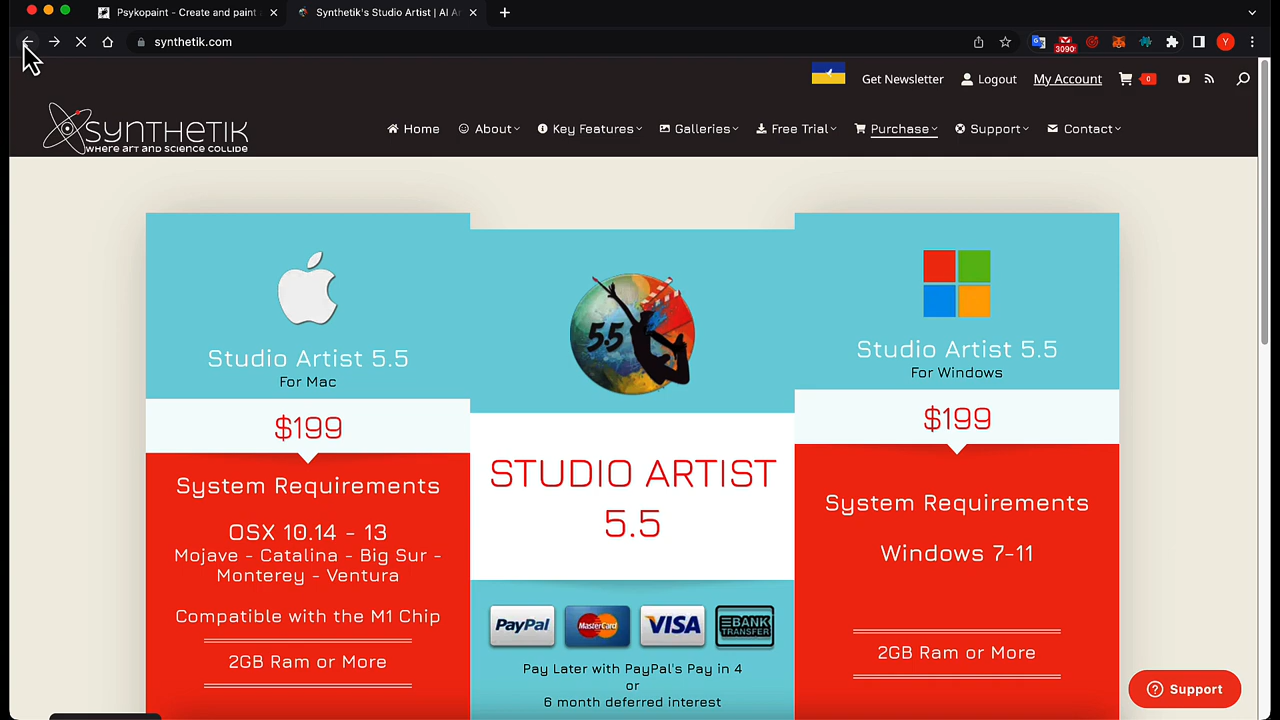 Psykopaint - Create and paint
Synthetik's Studio Artist | AI Ar
synthetik.com
3090
Y
Get Newsletter
Logout
My Account
0
SYNTHETIK
WHERE ART AND SCIENCE COLLIDE
Home
About
Key Features
Galleries
Free Trial
Purchase
Support
Contact
Studio Artist 5.5
For Mac
$199
System Requirements
OSX 10.14 - 13
Mojave - Catalina - Big Sur -
Monterey - Ventura
Compatible with the M1 Chip
2GB Ram or More
5.5
STUDIO ARTIST
5.5
PayPal
MasterCard
VISA
BANK
TRANSFER
Pay Later with PayPal's Pay in 4
or
6 month deferred interest
Studio Artist 5.5
For Windows
$199
System Requirements
Windows 7-11
2GB Ram or More
Support